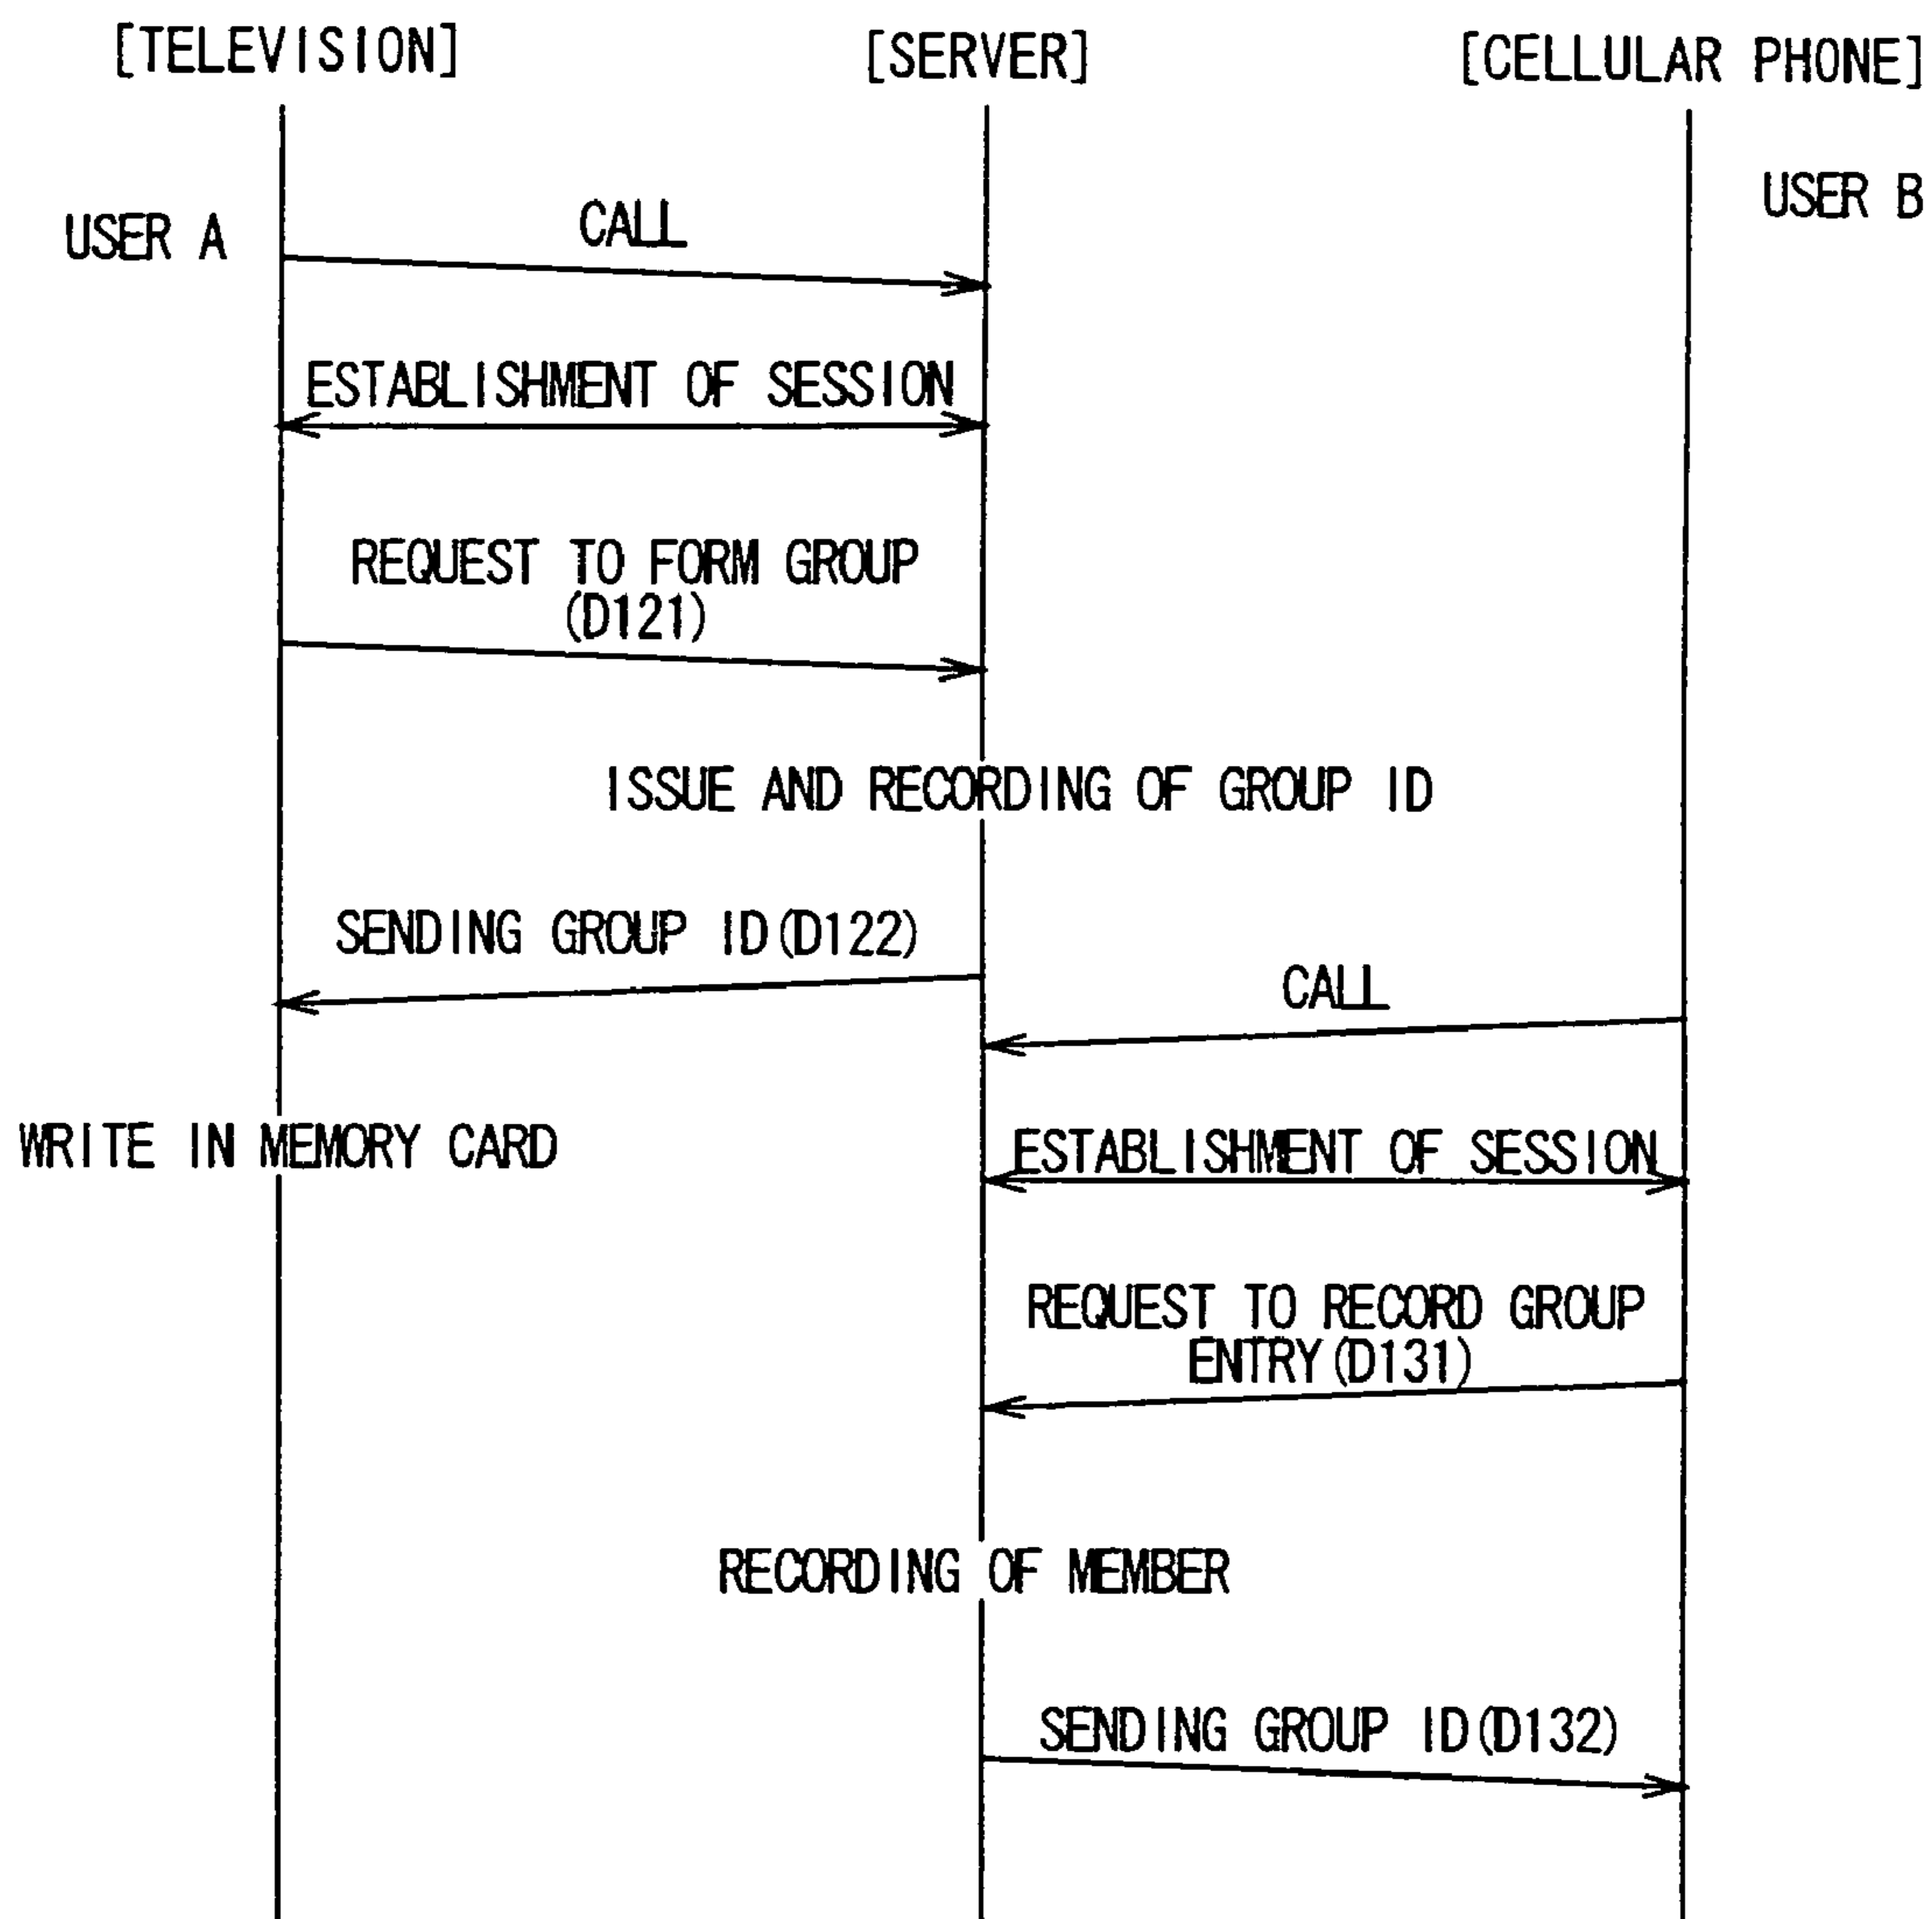 [TELEVISION]
[SERVER]
[CELLULAR PHONE]
USER B
USER A
CALL
ESTABLISHMENT OF SESSION
REQUEST TO FORM GROUP
(D121)
ISSUE AND RECORDING OF GROUP ID
SENDING GROUP ID(D122)
CALL
WRITE IN MEMORY CARD
ESTABLISHMENT OF SESSION
REQUEST TO RECORD GROUP
ENTRY(D131)
RECORDING OF MEMBER
SENDING GROUP ID(D132)